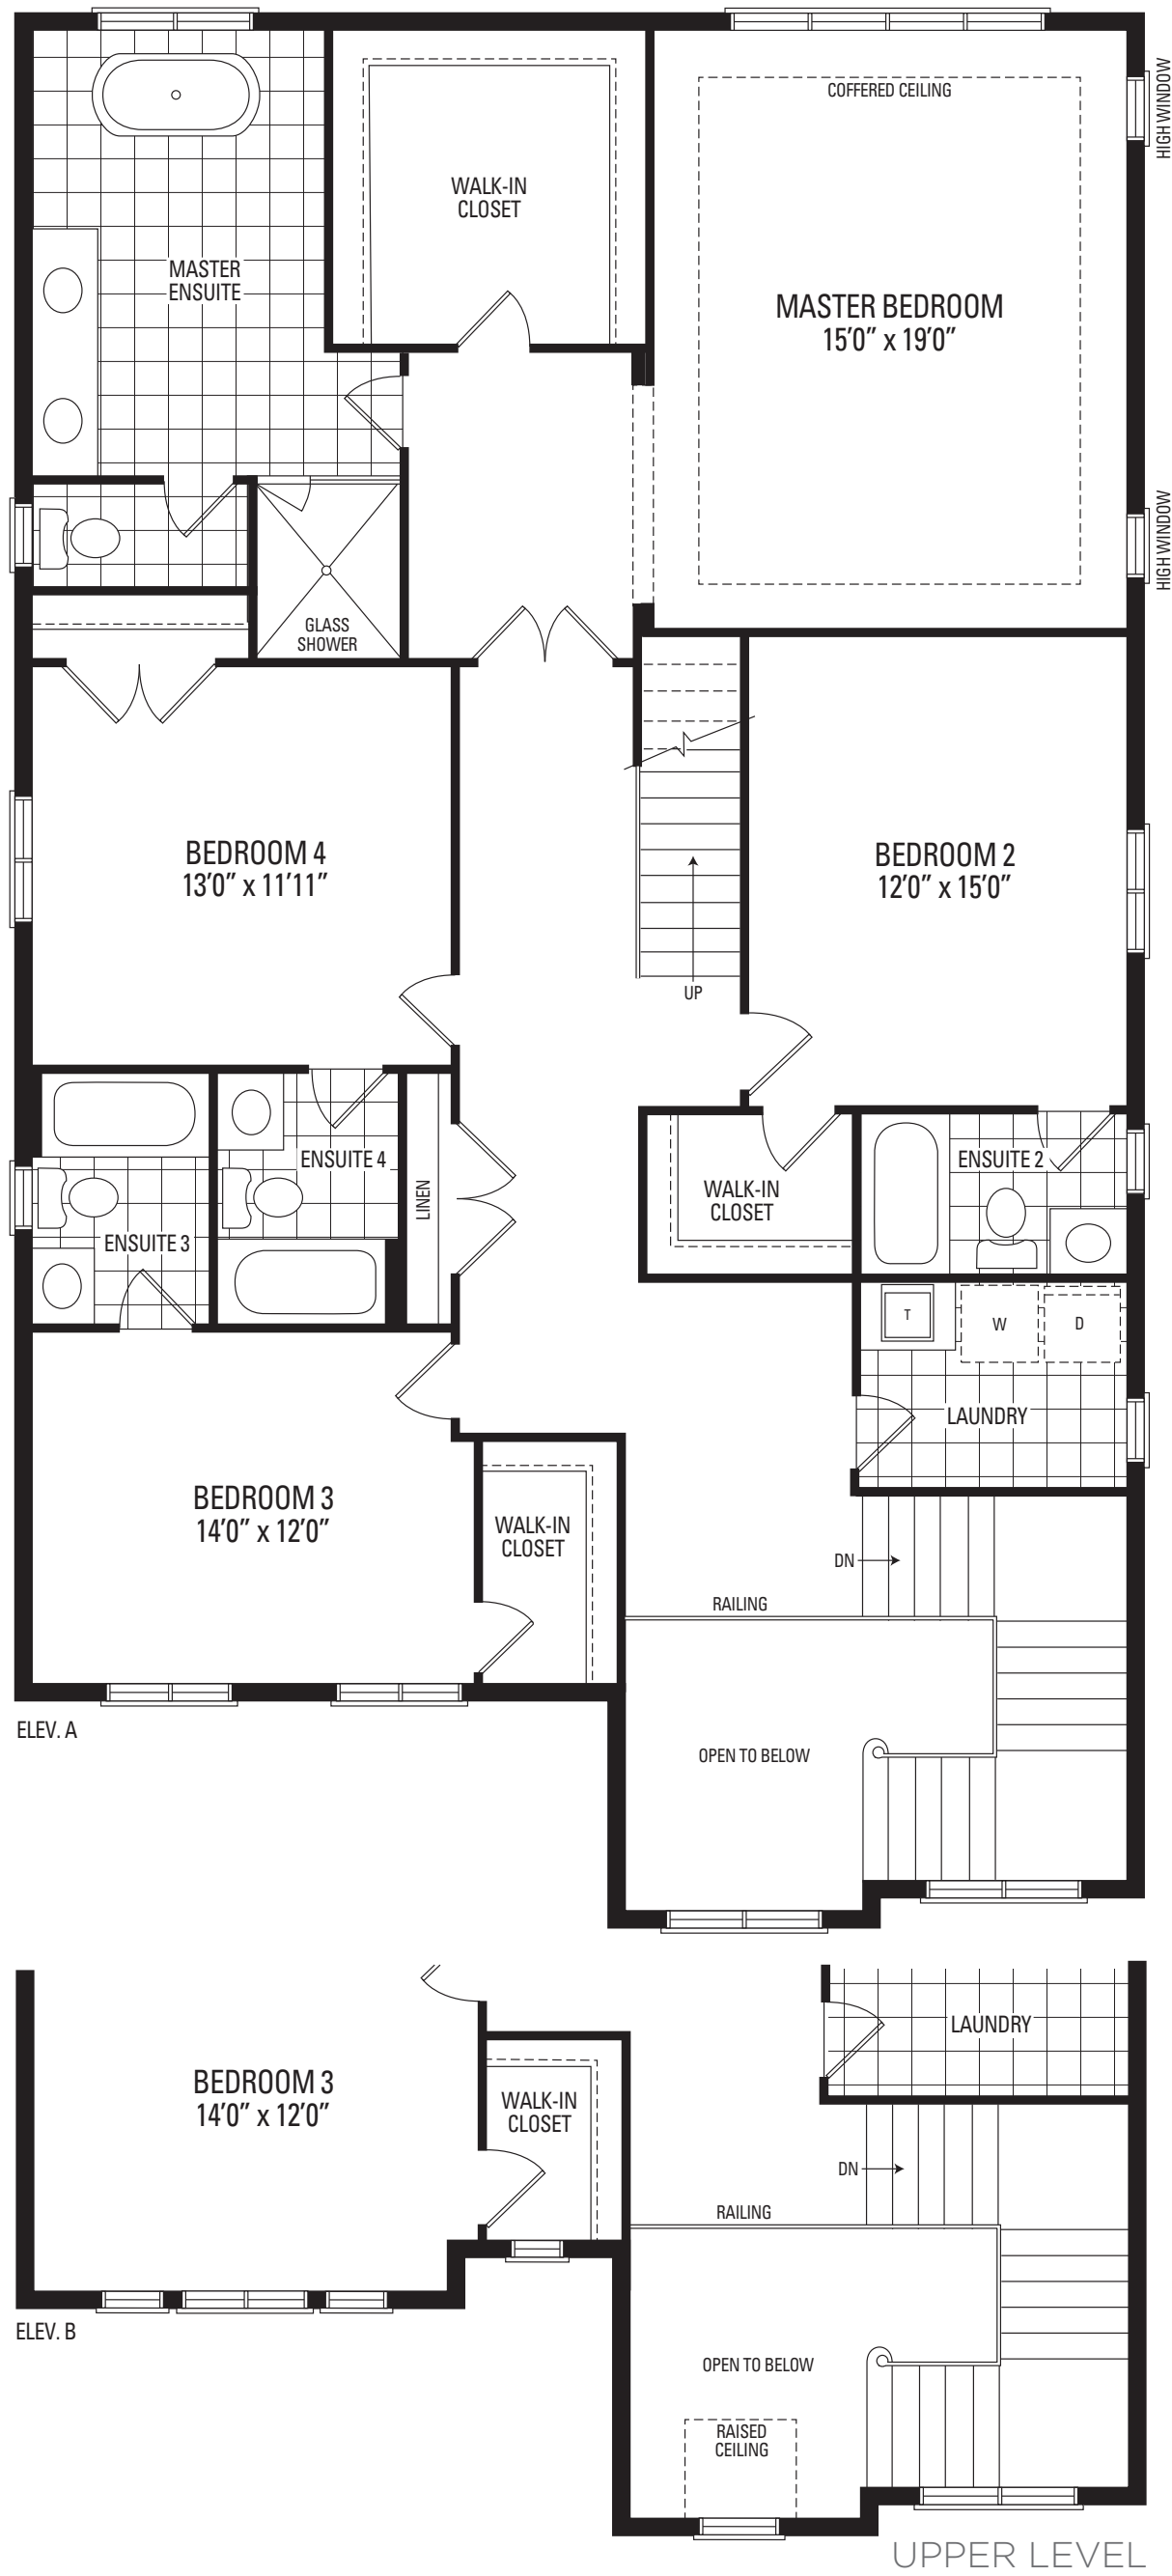 COFFERED CEILING
HIGH WINDOW
WALK-IN
CLOSET
MASTER
ENSUITE
MASTER BEDROOM
15'0" x 19'0"
HIGH WINDOW
GLASS
SHOWER
BEDROOM 4
13'0" x 11'11"
BEDROOM 2
12'0" x 15'0"
UP
ENSUITE 4
ENSUITE 2
LINEN
WALK-IN
CLOSET
ENSUITE 3
T
W
D
LAUNDRY
BEDROOM 3
14'0" x 12'0"
WALK-IN
CLOSET
DN
RAILING
ELEV. A
OPEN TO BELOW
LAUNDRY
BEDROOM 3
14'0" x 12'0"
WALK-IN
CLOSET
DN
RAILING
ELEV. B
OPEN TO BELOW
RAISED
CEILING
UPPER LEVEL